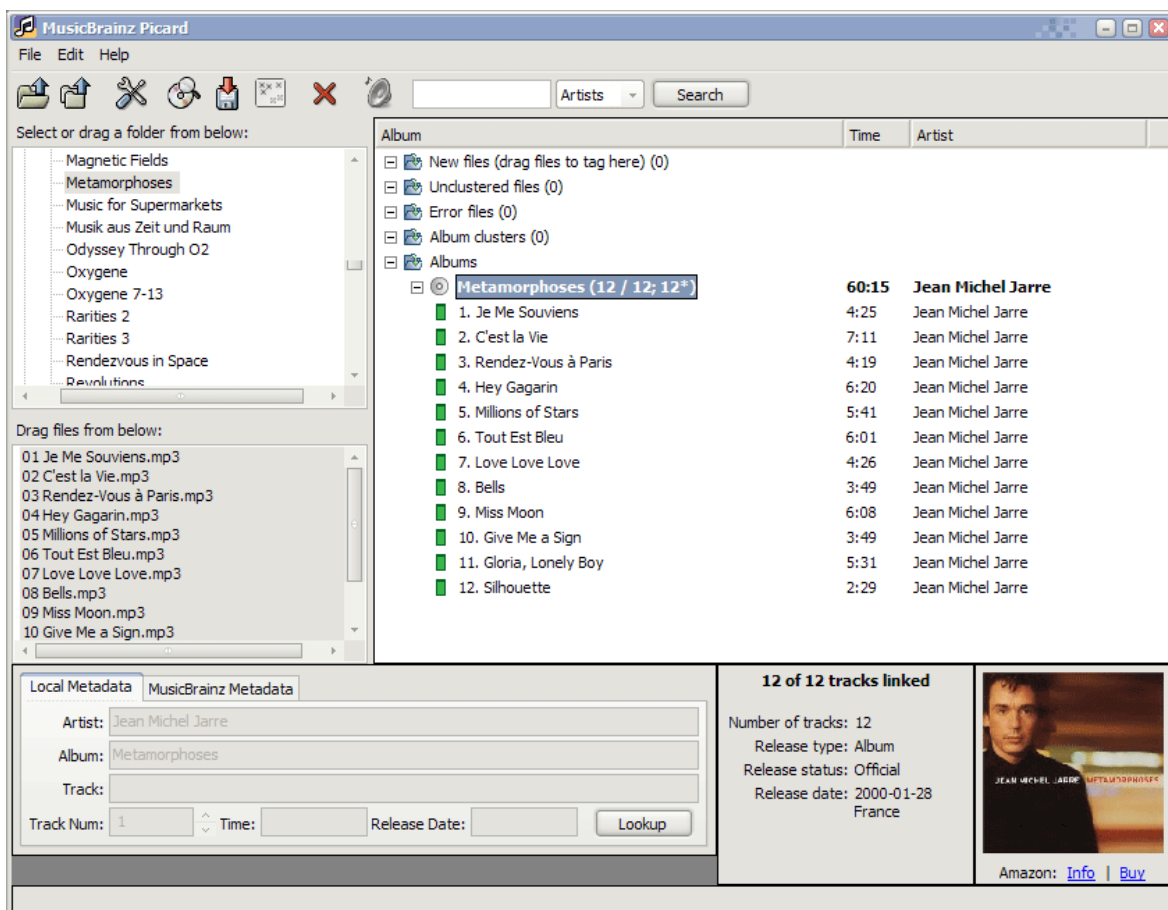 MusicBrainz Picard
File Edit Help
Artists Search
Select or drag a folder from below:
Magnetic Fields
Metamorphoses
Music for Supermarkets
Musik aus Zeit und Raum
Odyssey Through O2
Oxygene
Oxygene 7-13
Rarities 2
Rarities 3
Rendezvous in Space
Revolutions
Drag files from below:
01 Je Me Souviens.mp3
02 C'est la Vie.mp3
03 Rendez-Vous à Paris.mp3
04 Hey Gagarin.mp3
05 Millions of Stars.mp3
06 Tout Est Bleu.mp3
07 Love Love Love.mp3
08 Bells.mp3
09 Miss Moon.mp3
10 Give Me a Sign.mp3
Album Time Artist
New files (drag files to tag here) (0)
Unclustered files (0)
Error files (0)
Album clusters (0)
Albums
Metamorphoses (12 / 12; 12*) 60:15 Jean Michel Jarre
1. Je Me Souviens 4:25 Jean Michel Jarre
2. C'est la Vie 7:11 Jean Michel Jarre
3. Rendez-Vous à Paris 4:19 Jean Michel Jarre
4. Hey Gagarin 6:20 Jean Michel Jarre
5. Millions of Stars 5:41 Jean Michel Jarre
6. Tout Est Bleu 6:01 Jean Michel Jarre
7. Love Love Love 4:26 Jean Michel Jarre
8. Bells 3:49 Jean Michel Jarre
9. Miss Moon 6:08 Jean Michel Jarre
10. Give Me a Sign 3:49 Jean Michel Jarre
11. Gloria, Lonely Boy 5:31 Jean Michel Jarre
12. Silhouette 2:29 Jean Michel Jarre
Local Metadata MusicBrainz Metadata
Artist: Jean Michel Jarre
Album: Metamorphoses
Track:
Track Num: 1 Time: Release Date: Lookup
12 of 12 tracks linked
Number of tracks: 12
Release type: Album
Release status: Official
Release date: 2000-01-28
France
JEAN MICHEL JARRE METAMORPHOSES
Amazon: Info | Buy